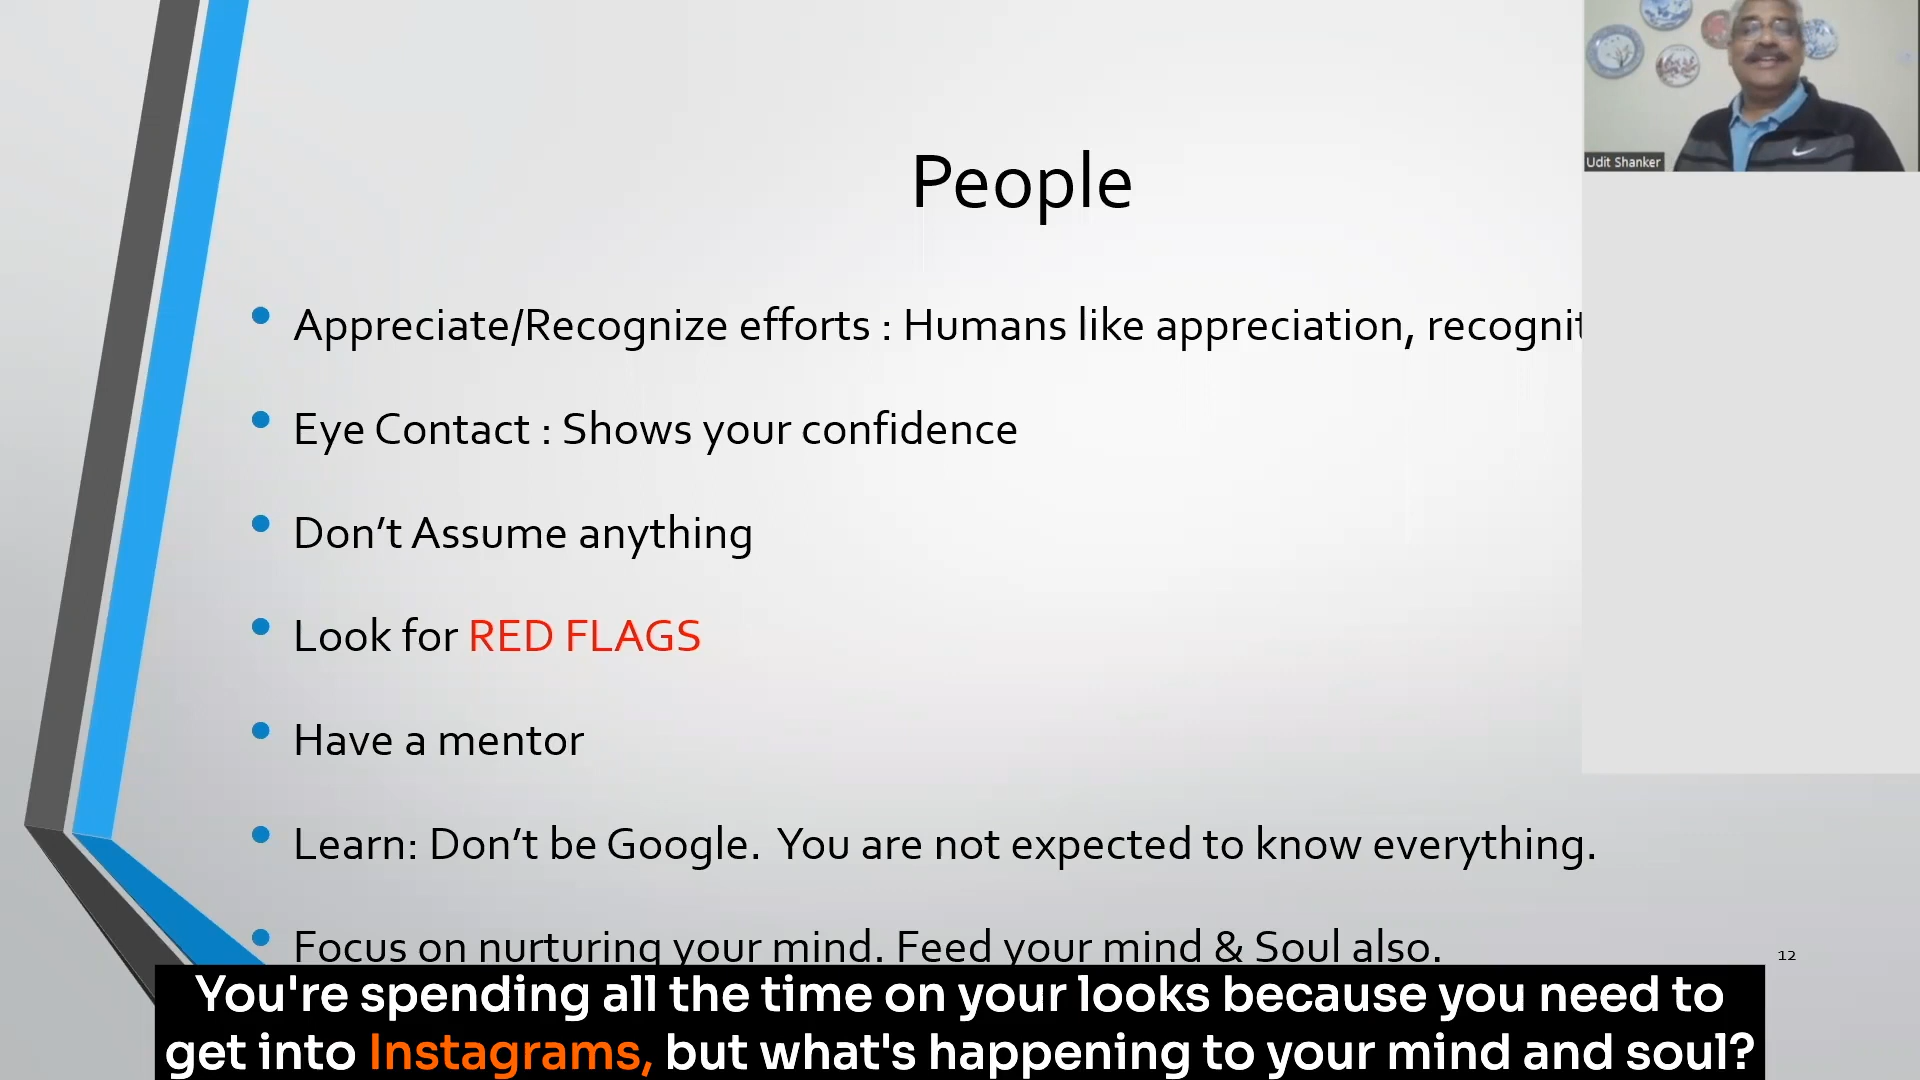 Udit Shanker
People
Appreciate/Recognize efforts : Humans like appreciation,
Eye Contact : Shows your confidence
Don’t Assume anything
Look for RED FLAGS
Have a mentor
Learn: Don’t be Google. You are not expected to know everything.
Focus on nurturing your mind. Feed your mind & Soul also.
12
You're spending all the time on your looks because you need to
get into Instagrams, but what's happening to your mind and soul?